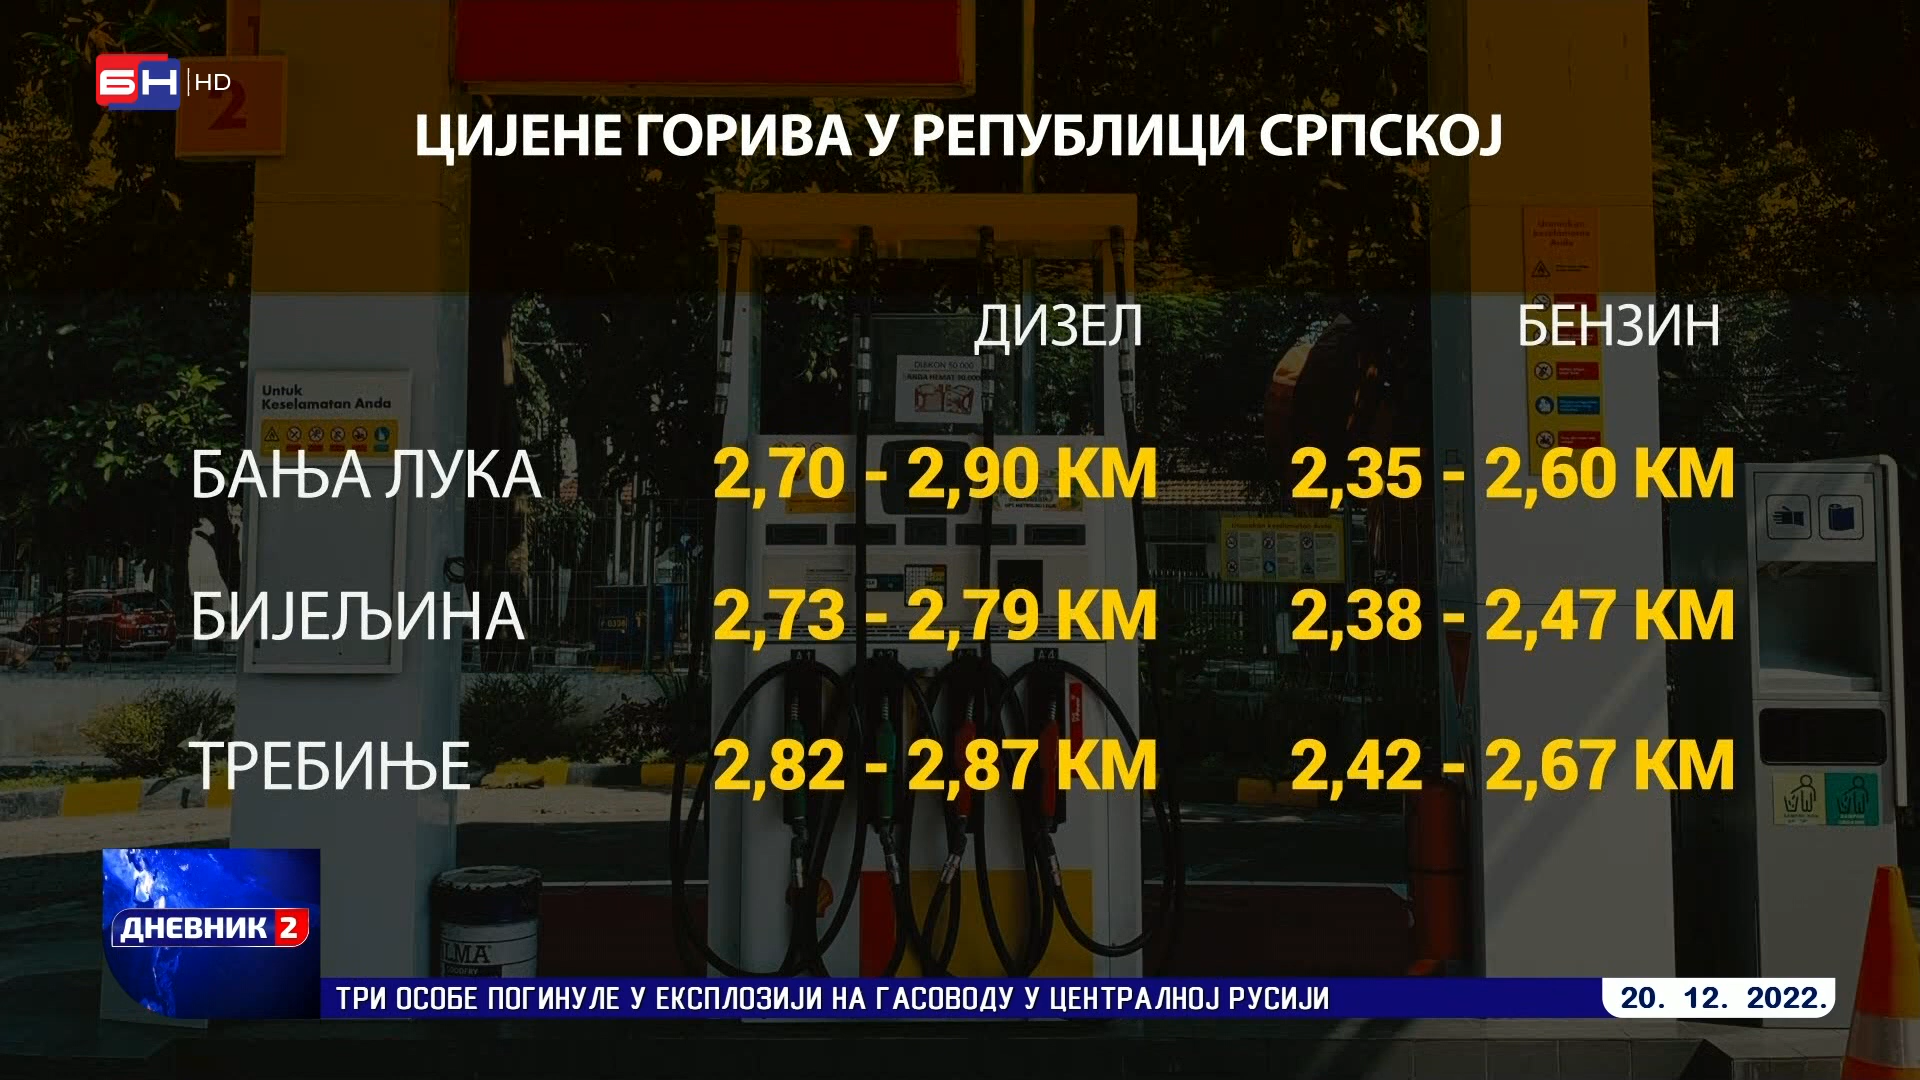 БН HD
2
ЦИЈЕНЕ ГОРИВА У РЕПУБЛИЦИ СРПСКОЈ
ДИЗЕЛ БЕНЗИН
Untuk
Keselamatan Anda
БАЊА ЛУКА 2,70 - 2,90 КМ 2,35 - 2,60 КМ
БИЈЕЉИНА 2,73 - 2,79 КМ 2,38 - 2,47 КМ
ТРЕБИЊЕ 2,82 - 2,87 КМ 2,42 - 2,67 КМ
ДНЕВНИК 2
ТРИ ОСОБЕ ПОГИНУЛЕ У ЕКСПЛОЗИЈИ НА ГАСОВОДУ У ЦЕНТРАЛНОЈ РУСИЈИ
20. 12. 2022.